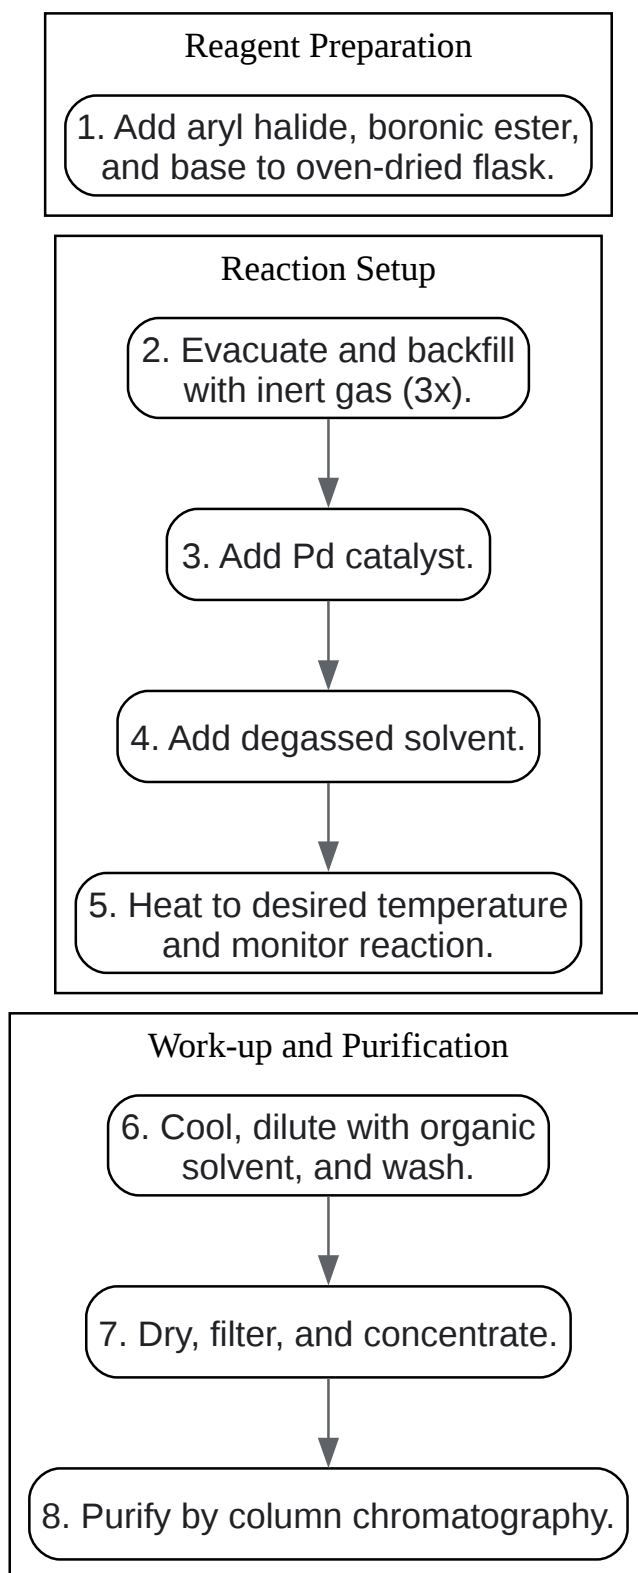 Reagent Preparation
1. Add aryl halide, boronic ester,
and base to oven-dried flask.
Reaction Setup
2. Evacuate and backfill
with inert gas (3x).
3. Add Pd catalyst.
4. Add degassed solvent.
5. Heat to desired temperature
and monitor reaction.
Work-up and Purification
6. Cool, dilute with organic
solvent, and wash.
7. Dry, filter, and concentrate.
8. Purify by column chromatography.